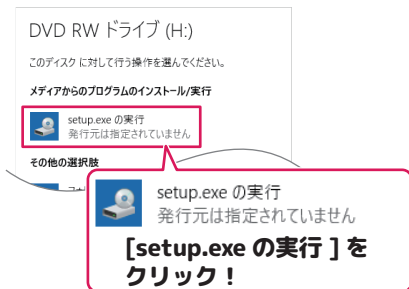 DVD RW ドライブ (H:)
このディスク に対して行う操作を選んでください。
メディアからのプログラムのインストール/実行
setup.exe の実行
発行元は指定されていません
その他の選択肢
setup.exe の実行
発行元は指定されていません
[setup.exe の実行 ] を
クリック！